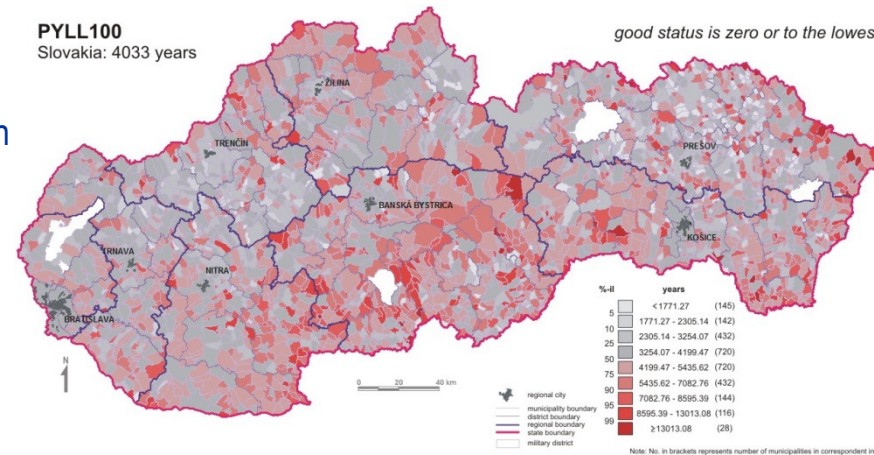 PYLL100
Slovakia: 4033 years
good status is zero or to the lowes
ŽILINA
TRENČÍN
PREŠOV
BANSKÁ BYSTRICA
KOŠICE
TRNAVA
NITRA
BRATISLAVA
N
0 20 40 km
%-il years
<1771.27 (145)
5
1771.27 - 2305.14 (142)
10
2305.14 - 3254.07 (432)
25
3254.07 - 4199.47 (720)
50
4199.47 - 5435.62 (720)
75
5435.62 - 7082.76 (432)
90
7082.76 - 8595.39 (144)
95
8595.39 - 13013.08 (116)
99
≥13013.08 (28)
regional city
municipality boundary
district boundary
regional boundary
state boundary
military district
Note: No. in brackets represents number of municipalities in correspondent in